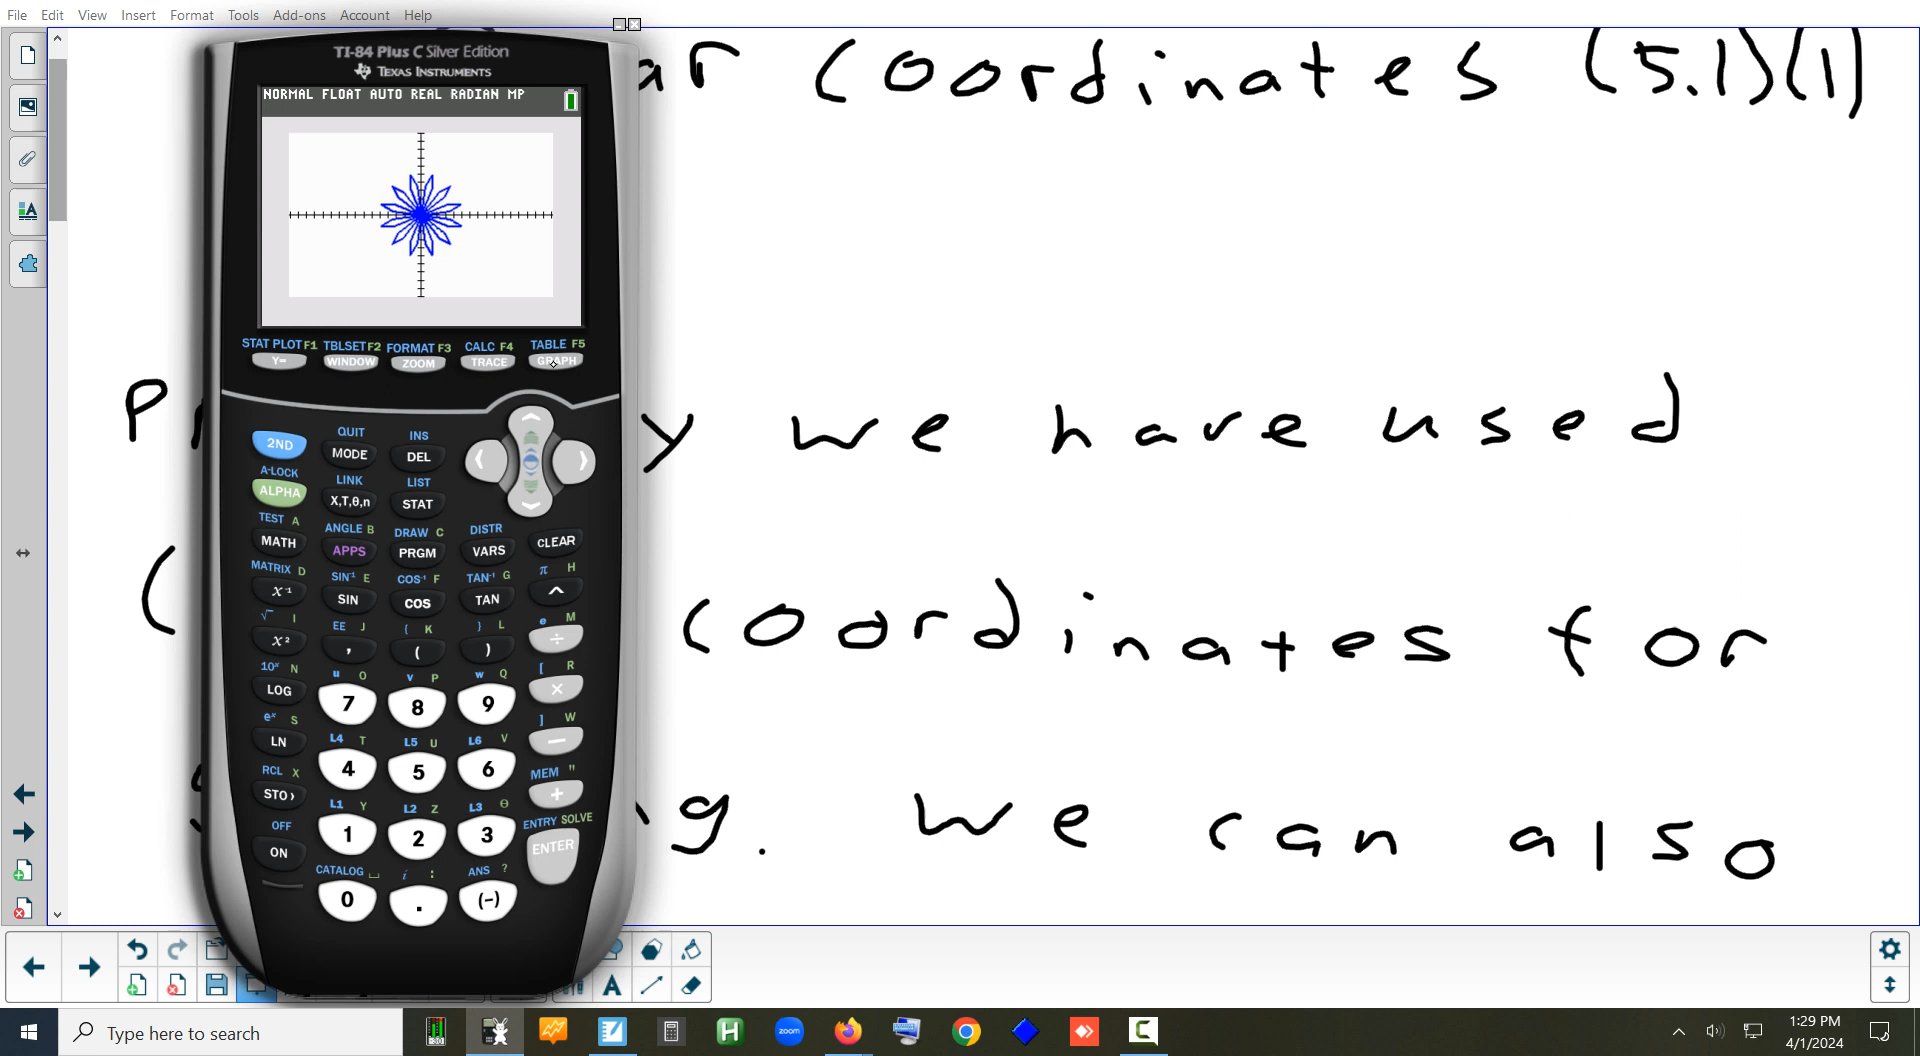 File Edit View Insert Format Tools Add-ons Account Help
TI-84 Plus C Silver Edition
TEXAS INSTRUMENTS
NORMAL FLOAT AUTO REAL RADIAN MP
ar coordinates (5.1)(1)
STAT PLOT F1 TBLSET F2 FORMAT F3 CALC F4 TABLE F5
Y= WINDOW ZOOM TRACE GRAPH
y we have used
QUIT INS
2ND MODE DEL
A-LOCK LINK LIST
ALPHA X,T,θ,n STAT
TEST A ANGLE B DRAW C DISTR
MATH APPS PRGM VARS CLEAR
MATRIX D SIN⁻¹ E COS⁻¹ F TAN⁻¹ G π H
X⁻¹ SIN COS TAN ^
( coordinates for
√ I EE J { K } L e M
X² , ( ) ÷
10ˣ N u O v P w Q [ R
LOG 7 8 9 ×
eˣ S L4 T L5 U L6 V ] W
LN 4 5 6 −
RCL X L1 Y L2 Z L3 θ MEM "
STO› 1 2 3 +
g. we can also
OFF CATALOG ⎵ i : ANS ? ENTRY SOLVE
ON 0 . (−) ENTER
Type here to search
zoom
1:29 PM
4/1/2024